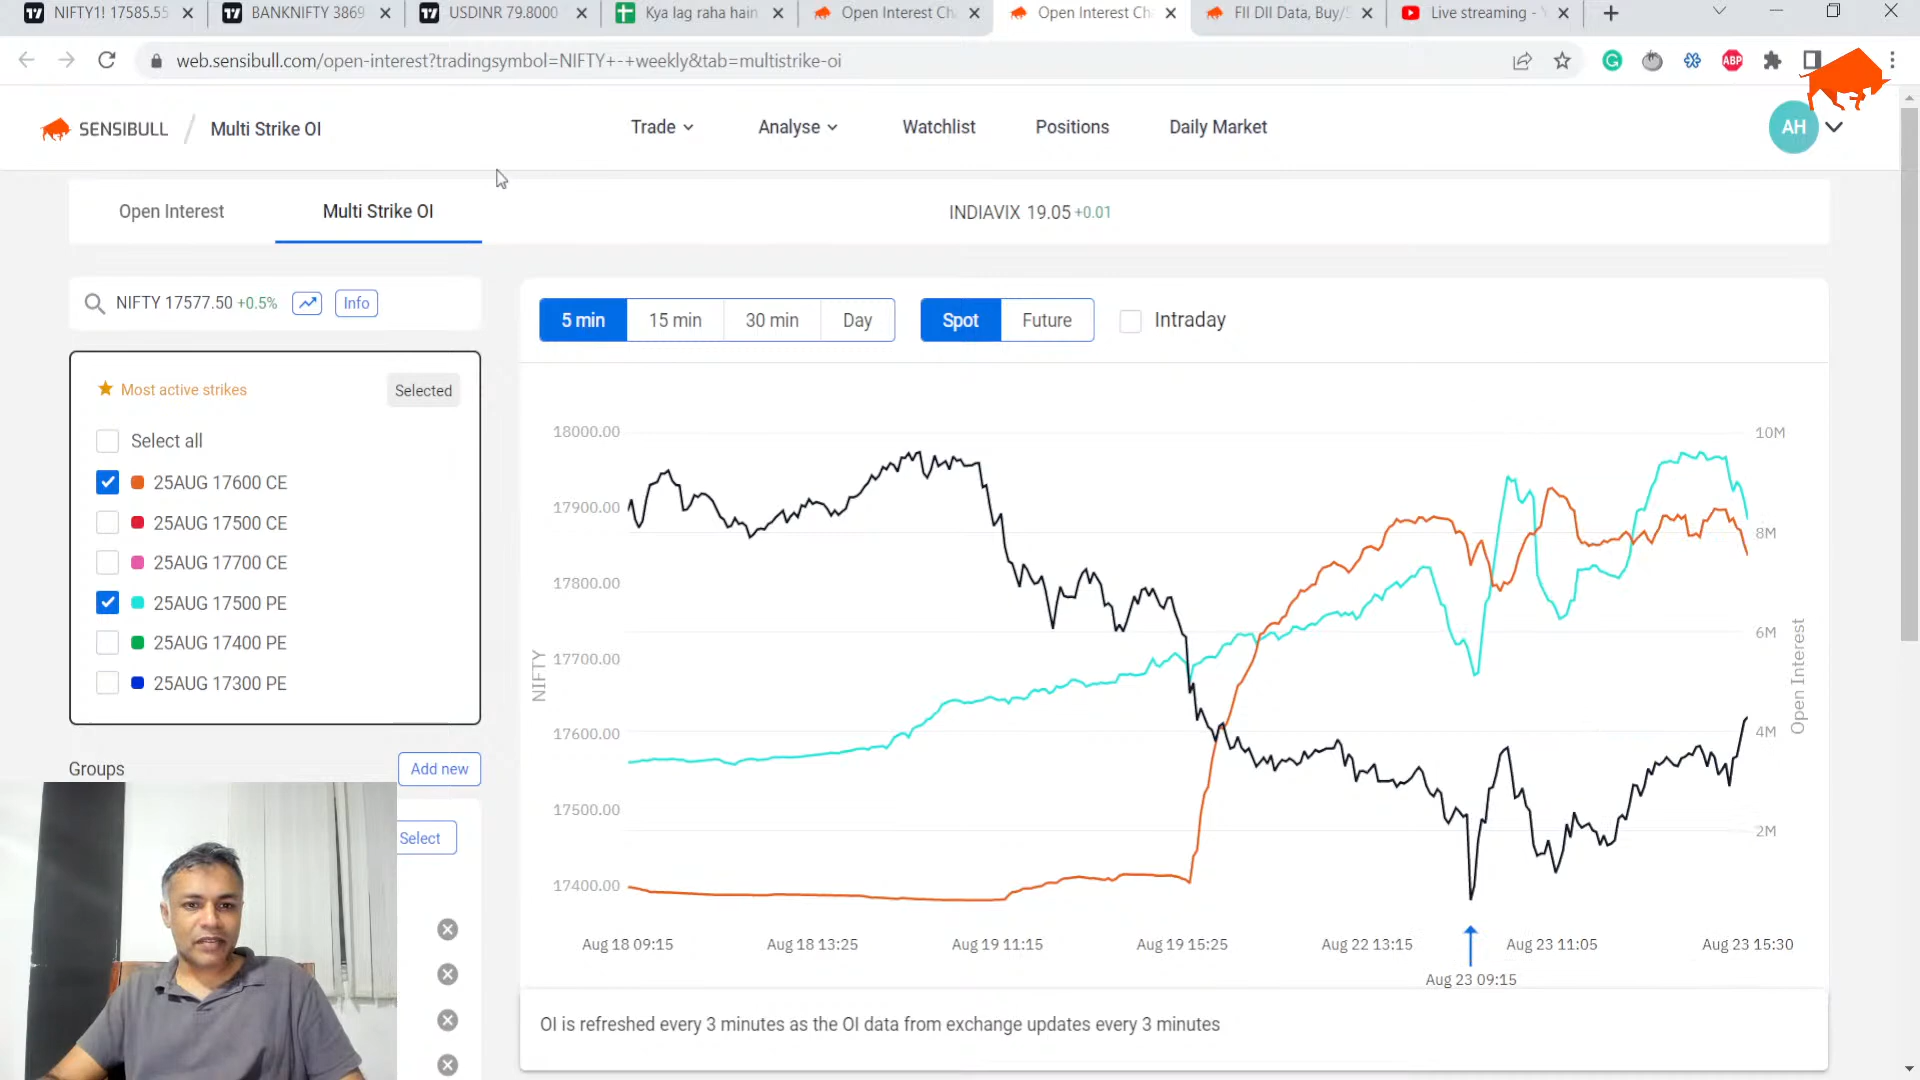 NIFTY1! 17585.55
BANKNIFTY 3869
USDINR 79.8000
Kya lag raha hain
Open Interest Ch
Open Interest Ch
FII DII Data, Buy/
Live streaming - Y
web.sensibull.com/open-interest?tradingsymbol=NIFTY+-+weekly&tab=multistrike-oi
ABP
SENSIBULL / Multi Strike OI
Trade
Analyse
Watchlist
Positions
Daily Market
AH
Open Interest
Multi Strike OI
INDIAVIX 19.05 +0.01
NIFTY 17577.50 +0.5%
Info
5 min
15 min
30 min
Day
Spot
Future
Intraday
Most active strikes
Selected
Select all
25AUG 17600 CE
25AUG 17500 CE
25AUG 17700 CE
25AUG 17500 PE
25AUG 17400 PE
25AUG 17300 PE
Groups
Add new
Select
18000.00
17900.00
17800.00
17700.00
17600.00
17500.00
17400.00
NIFTY
10M
8M
6M
4M
2M
Open Interest
Aug 18 09:15
Aug 18 13:25
Aug 19 11:15
Aug 19 15:25
Aug 22 13:15
Aug 23 11:05
Aug 23 15:30
Aug 23 09:15
OI is refreshed every 3 minutes as the OI data from exchange updates every 3 minutes